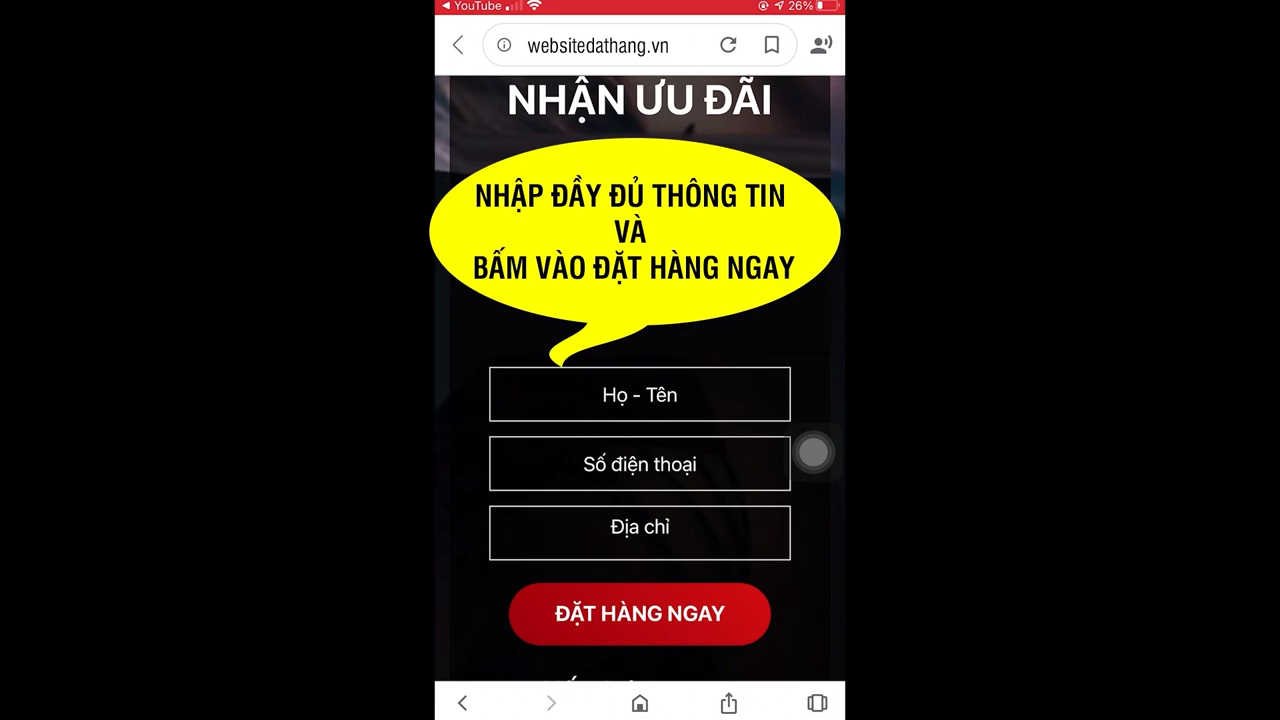 YouTube 26%
websitedathang.vn
NHẬN ƯU ĐÃI
NHẬP ĐẦY ĐỦ THÔNG TIN
VÀ
BẤM VÀO ĐẶT HÀNG NGAY
Họ - Tên
Số điện thoại
Địa chỉ
ĐẶT HÀNG NGAY